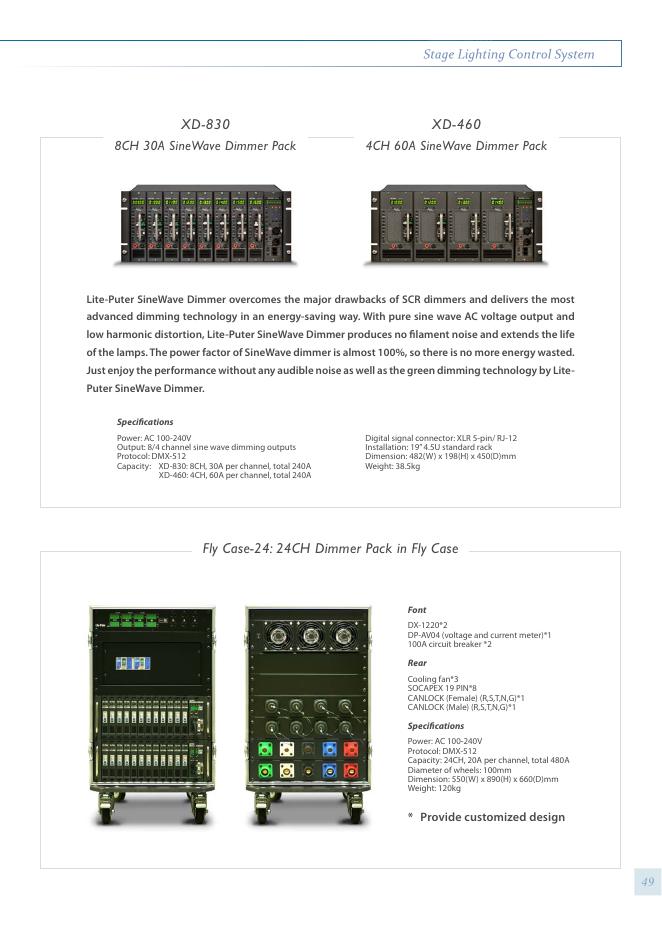 Stage Lighting Control System
XD-830
8CH 30A SineWave Dimmer Pack
XD-460
4CH 60A SineWave Dimmer Pack
Lite-Puter SineWave Dimmer overcomes the major drawbacks of SCR dimmers and delivers the most
advanced dimming technology in an energy-saving way. With pure sine wave AC voltage output and
low harmonic distortion, Lite-Puter SineWave Dimmer produces no filament noise and extends the life
of the lamps. The power factor of SineWave dimmer is almost 100%, so there is no more energy wasted.
Just enjoy the performance without any audible noise as well as the green dimming technology by Lite-
Puter SineWave Dimmer.
Specifications
Power: AC 100-240V
Output: 8/4 channel sine wave dimming outputs
Protocol: DMX-512
Capacity: XD-830: 8CH, 30A per channel, total 240A
XD-460: 4CH, 60A per channel, total 240A
Digital signal connector: XLR 5-pin/ RJ-12
Installation: 19" 4.5U standard rack
Dimension: 482(W) x 198(H) x 450(D)mm
Weight: 38.5kg
Fly Case-24: 24CH Dimmer Pack in Fly Case
Font
DX-1220*2
DP-AV04 (voltage and current meter)*1
100A circuit breaker *2
Rear
Cooling fan*3
SOCAPEX 19 PIN*8
CANLOCK (Female) (R,S,T,N,G)*1
CANLOCK (Male) (R,S,T,N,G)*1
Specifications
Power: AC 100-240V
Protocol: DMX-512
Capacity: 24CH, 20A per channel, total 480A
Diameter of wheels: 100mm
Dimension: 550(W) x 890(H) x 660(D)mm
Weight: 120kg
* Provide customized design
49